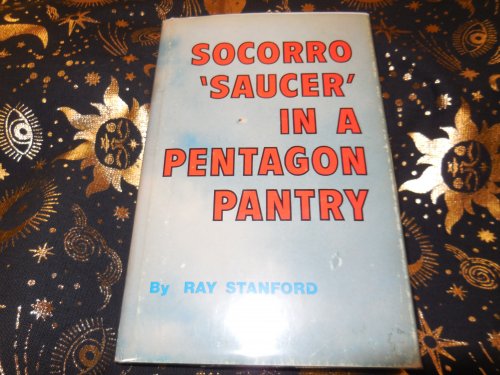 SOCORRO
‘SAUCER’
IN A
PENTAGON
PANTRY
By RAY STANFORD